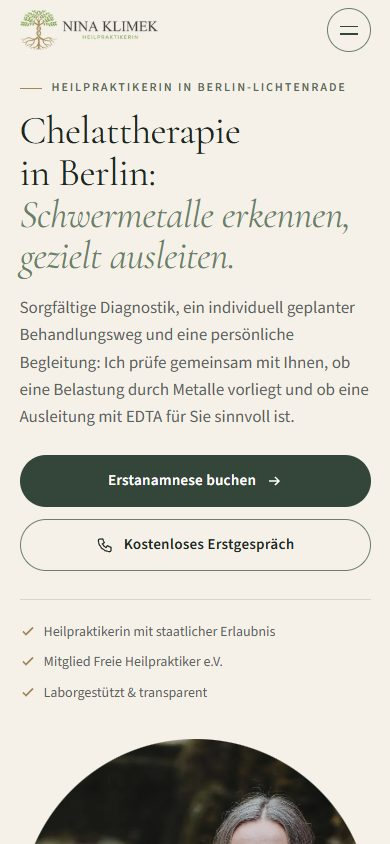 NINA KLIMEK
HEILPRAKTIKERIN
HEILPRAKTIKERIN IN BERLIN-LICHTENRADE
Chelattherapie
in Berlin:
Schwermetalle erkennen,
gezielt ausleiten.
Sorgfältige Diagnostik, ein individuell geplanter
Behandlungsweg und eine persönliche
Begleitung: Ich prüfe gemeinsam mit Ihnen, ob
eine Belastung durch Metalle vorliegt und ob eine
Ausleitung mit EDTA für Sie sinnvoll ist.
Erstanamnese buchen →
Kostenloses Erstgespräch
Heilpraktikerin mit staatlicher Erlaubnis
Mitglied Freie Heilpraktiker e.V.
Laborgestützt & transparent